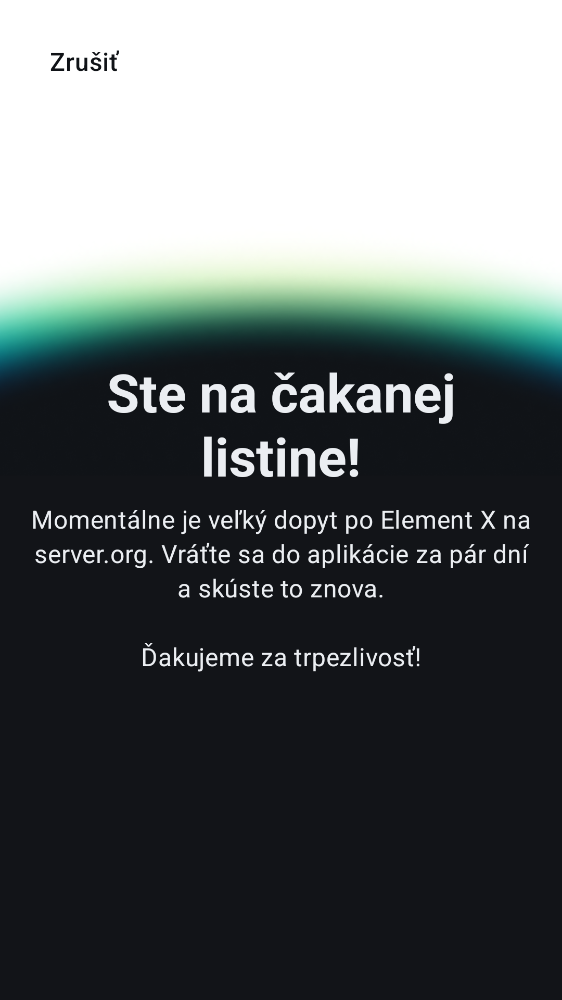 Zrušiť
Ste na čakanej
listine!
Momentálne je veľký dopyt po Element X na
server.org. Vráťte sa do aplikácie za pár dní
a skúste to znova.
Ďakujeme za trpezlivosť!